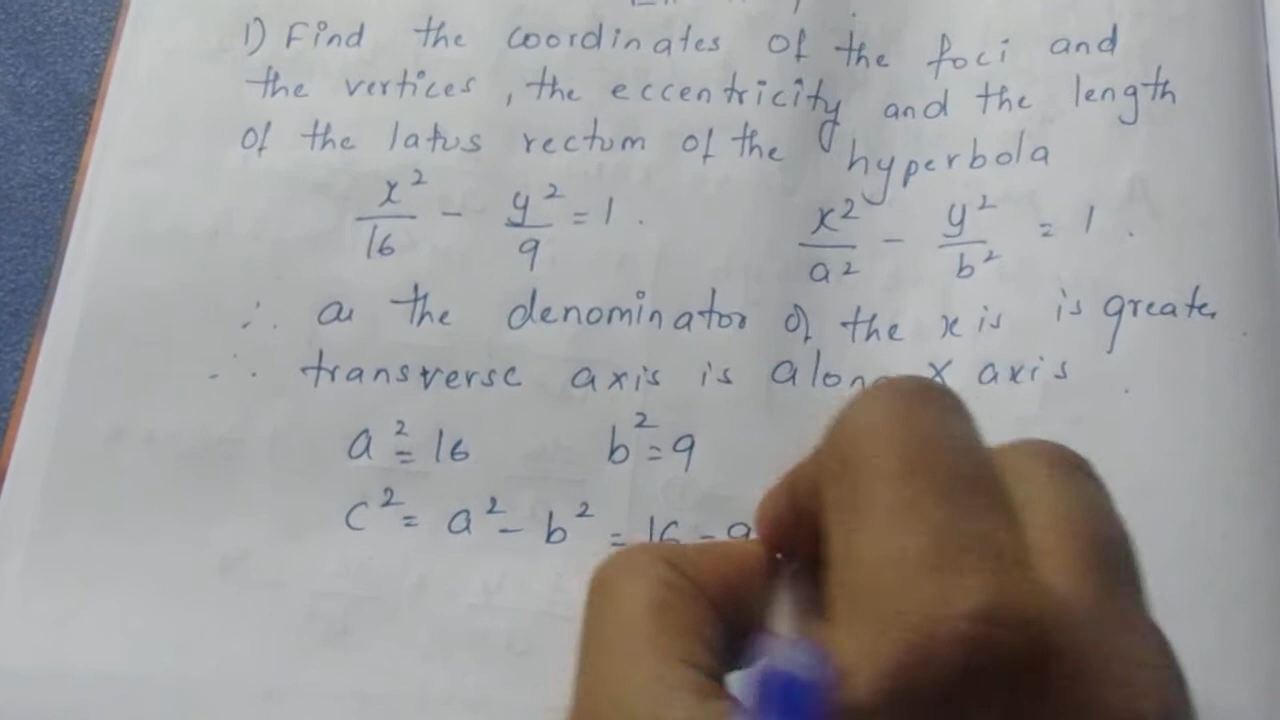 1) Find the coordinates of the foci and
the vertices, the eccentricity and the length
of the latus rectum of the hyperbola
x²/16 - y²/9 = 1. x²/a² - y²/b² = 1.
∴ as the denominator of the x is is greater
∴ transverse axis is along X axis.
a² = 16 b² = 9
c² = a² - b² = 16 - 9